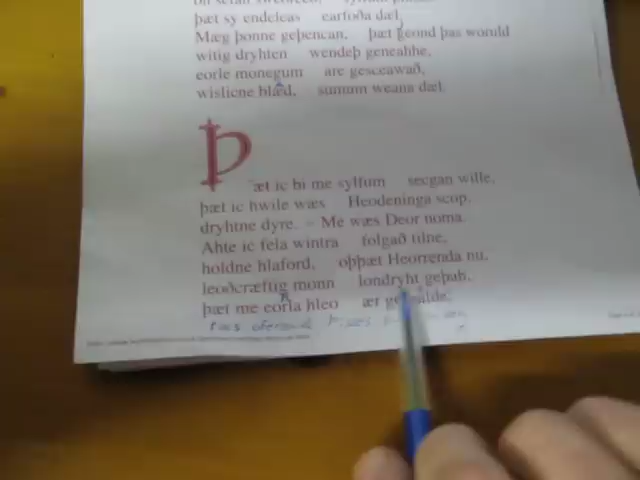 þæt sy endeleas earfoða dæl.
Mæg þonne geþencan, þæt geond þas woruld
witig dryhten wendeþ geneahhe,
eorle monegum are gesceawað,
wislicne blæd, sumum weana dæl.
Þæt ic bi me sylfum secgan wille,
þæt ic hwile wæs Heodeninga scop,
dryhtne dyre. – Me wæs Deor noma.
Ahte ic fela wintra folgað tilne,
holdne hlaford, oþþæt Heorrenda nu,
leoðcræftig monn londryht geþah,
þæt me eorla hleo ær gesealde.